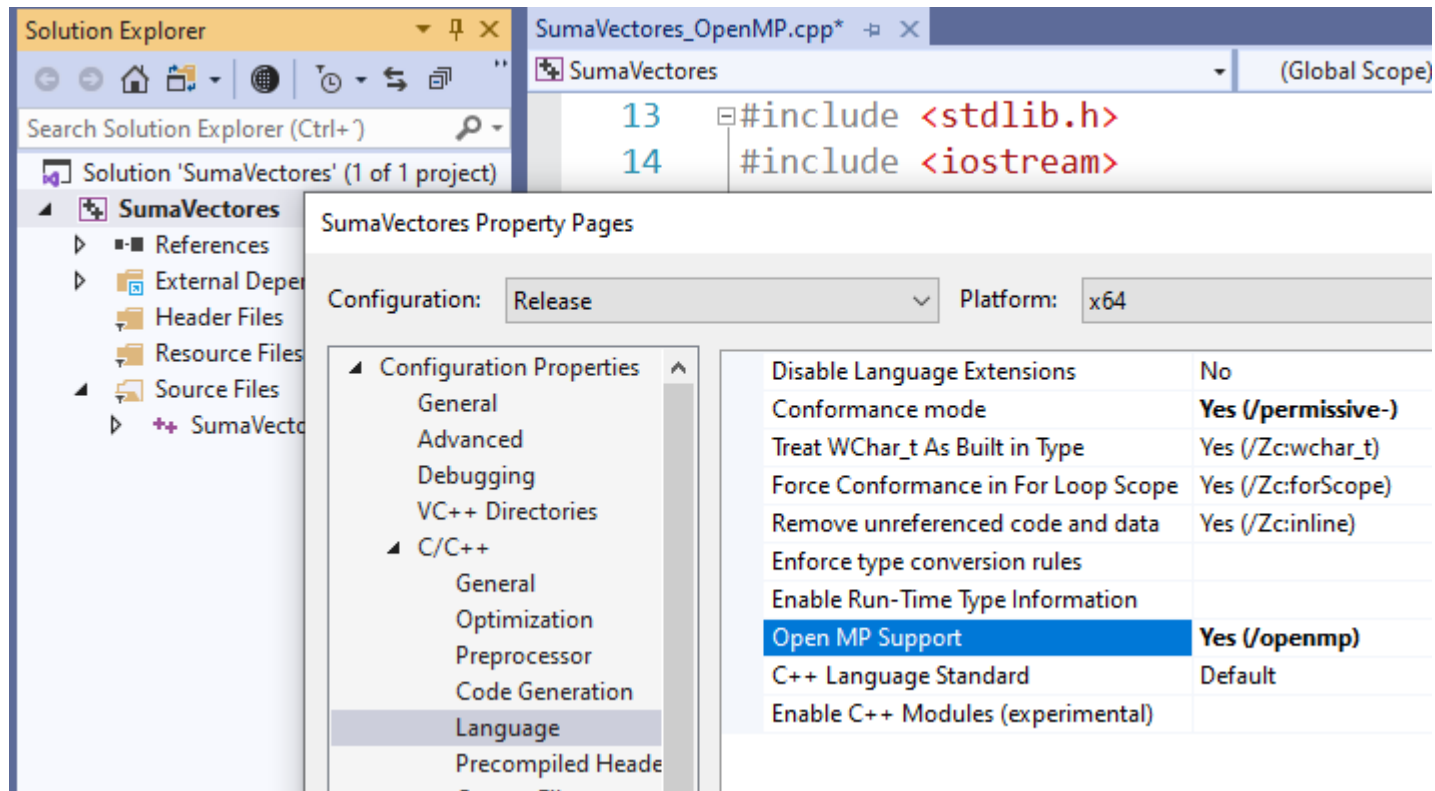 Solution Explorer
SumaVectores_OpenMP.cpp*
SumaVectores
(Global Scope)
Search Solution Explorer (Ctrl+´)
13 #include <stdlib.h>
14 #include <iostream>
Solution 'SumaVectores' (1 of 1 project)
SumaVectores
References
External Depen
Header Files
Resource Files
Source Files
SumaVecto
SumaVectores Property Pages
Configuration: Release Platform: x64
Configuration Properties
General
Advanced
Debugging
VC++ Directories
C/C++
General
Optimization
Preprocessor
Code Generation
Language
Precompiled Heade
Disable Language Extensions No
Conformance mode Yes (/permissive-)
Treat WChar_t As Built in Type Yes (/Zc:wchar_t)
Force Conformance in For Loop Scope Yes (/Zc:forScope)
Remove unreferenced code and data Yes (/Zc:inline)
Enforce type conversion rules
Enable Run-Time Type Information
Open MP Support Yes (/openmp)
C++ Language Standard Default
Enable C++ Modules (experimental)